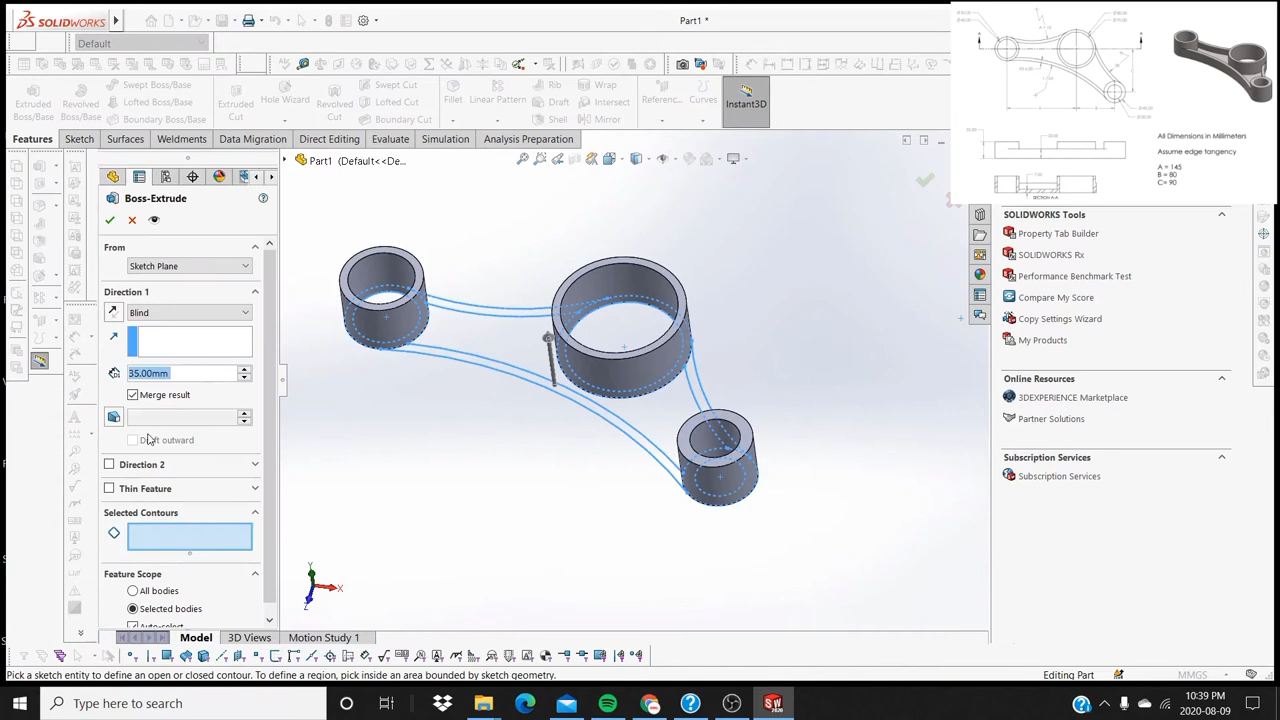 SOLIDWORKS
Part1 *
Default
Extruded Boss/Base
Revolved Boss/Base
Swept Boss/Base
Lofted Boss/Base
Boundary Boss/Base
Extruded Cut
Hole Wizard
Revolved Cut
Swept Cut
Lofted Cut
Boundary Cut
Fillet
Linear Pattern
Rib
Draft
Shell
Wrap
Intersect
Mirror
Referenc...
Curves
Instant3D
Features
Sketch
Surfaces
Weldments
Data Migration
Direct Editing
Evaluate
Simulation
Analysis Preparation
Part1 (Default<<De...
Boss-Extrude
From
Sketch Plane
Direction 1
Blind
35.00mm
Merge result
Draft outward
Direction 2
Thin Feature
Selected Contours
Feature Scope
All bodies
Selected bodies
Auto-select
Y
X
Z
A
A
SECTION A-A
All Dimensions in Millimeters
Assume edge tangency
A = 145
B = 80
C= 90
SOLIDWORKS Tools
Property Tab Builder
SOLIDWORKS Rx
Performance Benchmark Test
Compare My Score
Copy Settings Wizard
My Products
Online Resources
3DEXPERIENCE Marketplace
Partner Solutions
Subscription Services
Subscription Services
Model
3D Views
Motion Study 1
Pick a sketch entity to define an open or closed contour. To define a region, pick inside an area bounded by sketch geometry.
Editing Part
MMGS
Type here to search
10:39 PM
2020-08-09